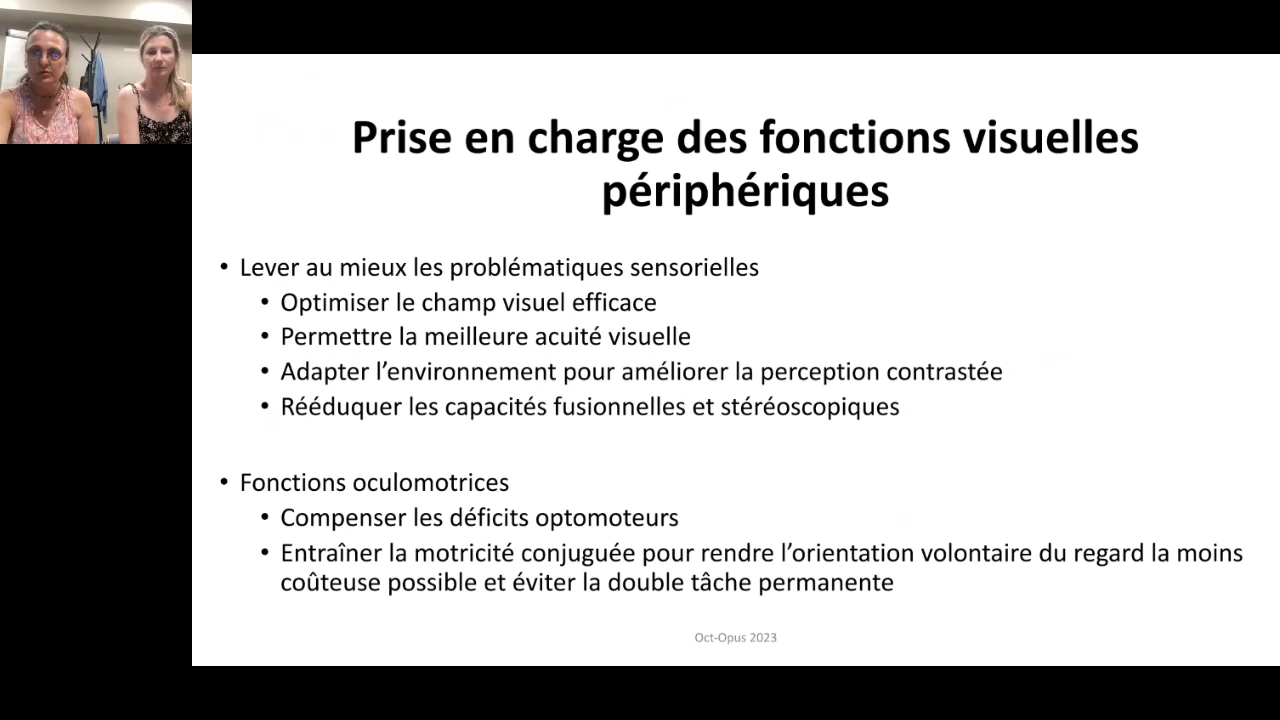 Prise en charge des fonctions visuelles
périphériques
• Lever au mieux les problématiques sensorielles
• Optimiser le champ visuel efficace
• Permettre la meilleure acuité visuelle
• Adapter l’environnement pour améliorer la perception contrastée
• Rééduquer les capacités fusionnelles et stéréoscopiques
• Fonctions oculomotrices
• Compenser les déficits optomoteurs
• Entraîner la motricité conjuguée pour rendre l’orientation volontaire du regard la moins
coûteuse possible et éviter la double tâche permanente
Oct-Opus 2023